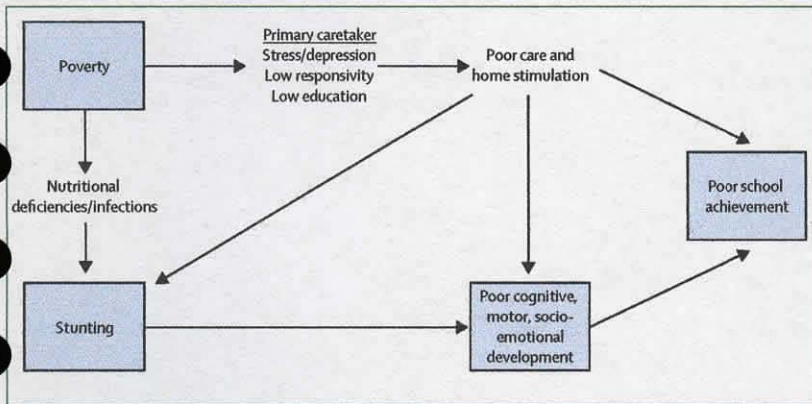 Poverty
Primary caretaker
Stress/depression
Low responsivity
Low education
Poor care and
home stimulation
Nutritional
deficiencies/infections
Poor school
achievement
Stunting
Poor cognitive,
motor, socio-
emotional
development